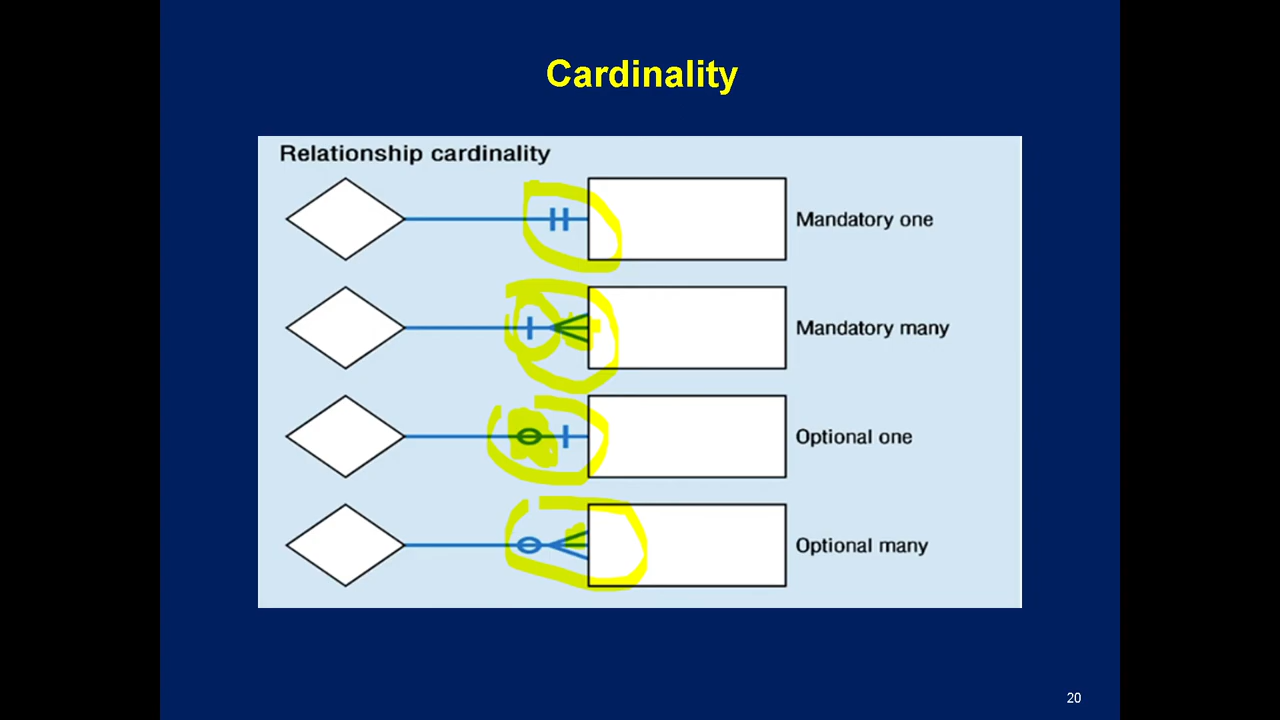 Cardinality
Relationship cardinality
Mandatory one
Mandatory many
Optional one
Optional many
20